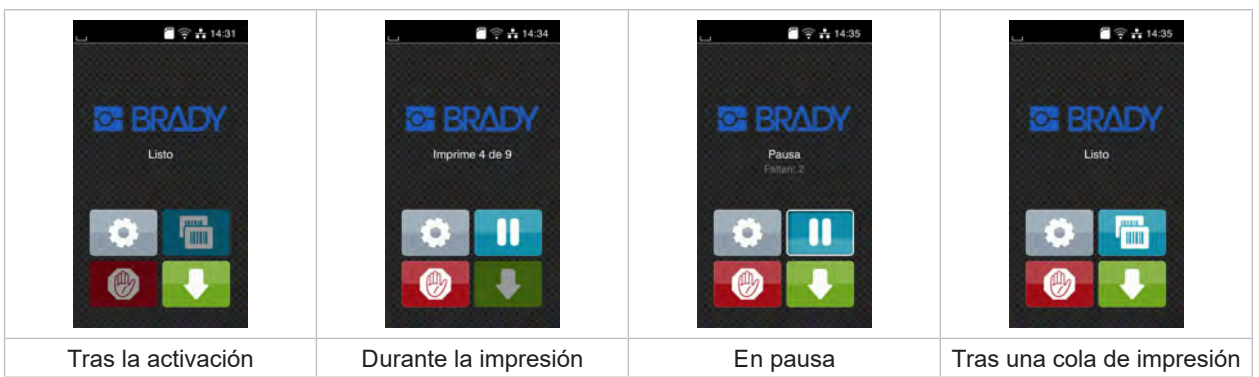 14:31
BRADY
Listo
14:34
BRADY
Imprime 4 de 9
14:35
BRADY
Pausa
Faltan: 2
14:35
BRADY
Listo
Tras la activación
Durante la impresión
En pausa
Tras una cola de impresión